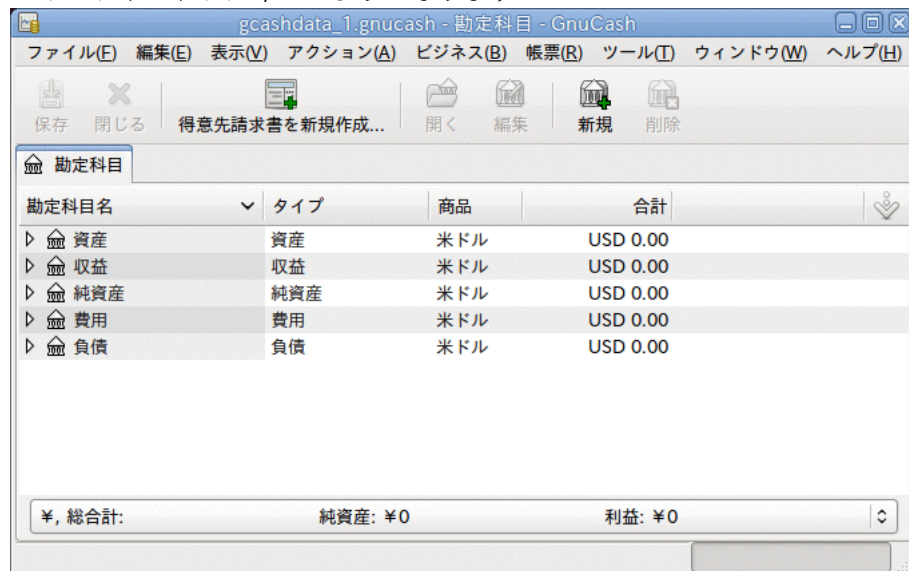 gcashdata_1.gnucash - 勘定科目 - GnuCash
ファイル(F) 編集(E) 表示(V) アクション(A) ビジネス(B) 帳票(R) ツール(T) ウィンドウ(W) ヘルプ(H)
保存 閉じる 得意先請求書を新規作成... 開く 編集 新規 削除
勘定科目
勘定科目名 タイプ 商品 合計
資産 資産 米ドル USD 0.00
収益 収益 米ドル USD 0.00
純資産 純資産 米ドル USD 0.00
費用 費用 米ドル USD 0.00
負債 負債 米ドル USD 0.00
¥, 総合計: 純資産: ¥0 利益: ¥0